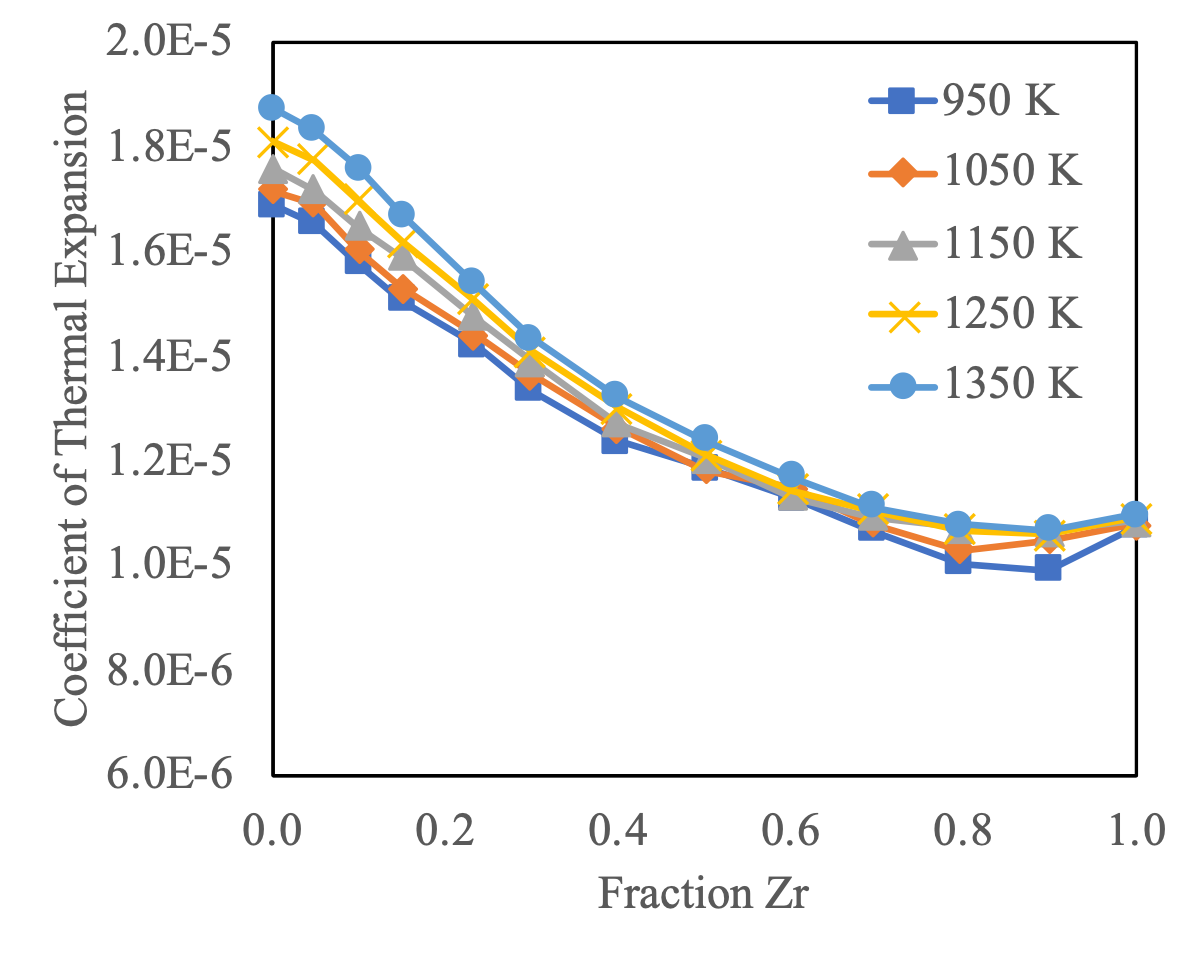 2.0E-5
1.8E-5
1.6E-5
1.4E-5
1.2E-5
1.0E-5
8.0E-6
6.0E-6
Coefficient of Thermal Expansion
950 K
1050 K
1150 K
1250 K
1350 K
0.0 0.2 0.4 0.6 0.8 1.0
Fraction Zr